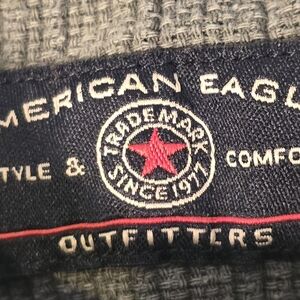 MERICAN EAGL
TRADEMARK
TYLE & COMFO
SINCE 1977
OUTFITTERS